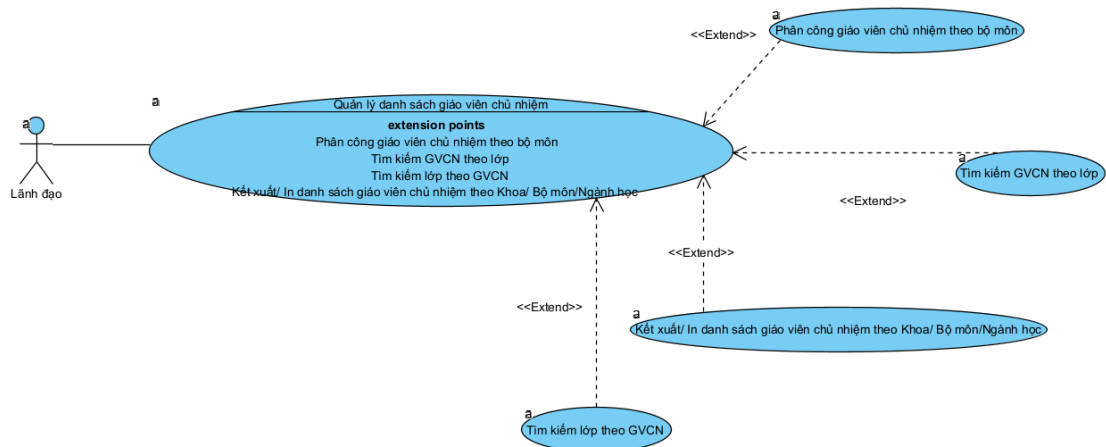 a
Phân công giáo viên chủ nhiệm theo bộ môn
<<Extend>>
a
Quản lý danh sách giáo viên chủ nhiệm
extension points
Phân công giáo viên chủ nhiệm theo bộ môn
Tìm kiếm GVCN theo lớp
Tìm kiếm lớp theo GVCN
Kết xuất/ In danh sách giáo viên chủ nhiệm theo Khoa/ Bộ môn/Ngành học
a
Lãnh đạo
a
Tìm kiếm GVCN theo lớp
<<Extend>>
<<Extend>>
<<Extend>>
a
Kết xuất/ In danh sách giáo viên chủ nhiệm theo Khoa/ Bộ môn/Ngành học
a
Tìm kiếm lớp theo GVCN